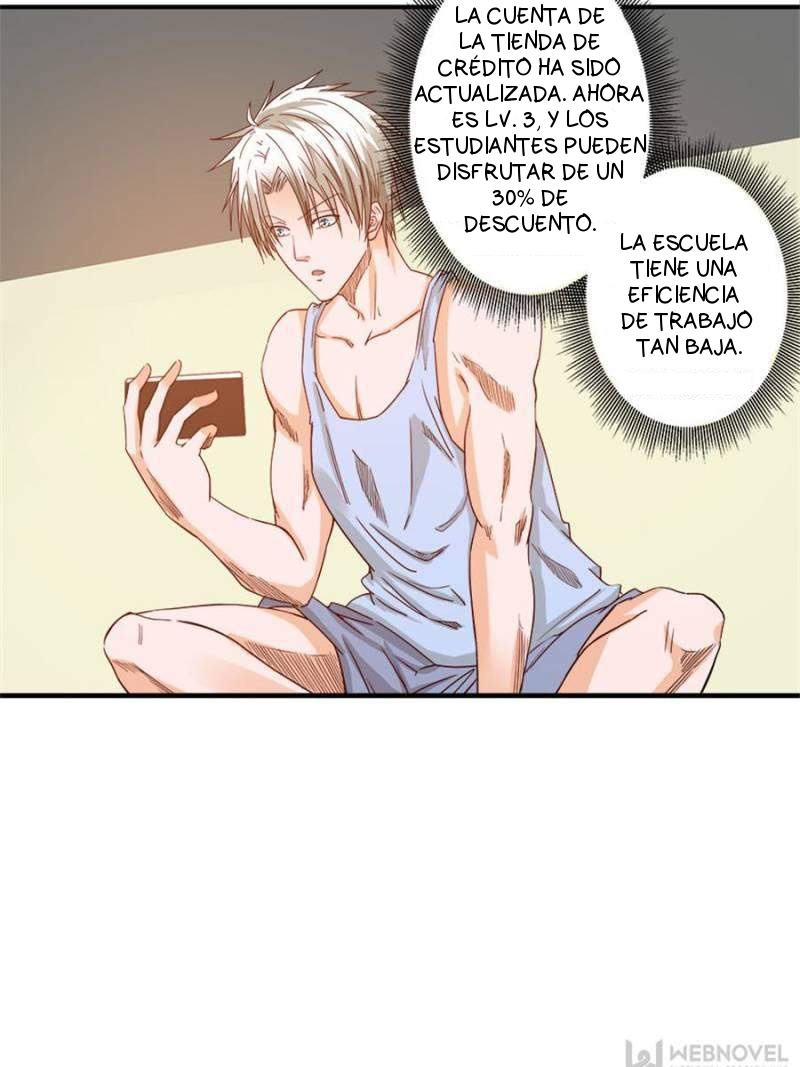 LA CUENTA DE
LA TIENDA DE
CRÉDITO HA SIDO
ACTUALIZADA. AHORA
ES LV. 3, Y LOS
ESTUDIANTES PUEDEN
DISFRUTAR DE UN
30% DE
DESCUENTO.
LA ESCUELA
TIENE UNA
EFICIENCIA
DE TRABAJO
TAN BAJA.
WEBNOVEL